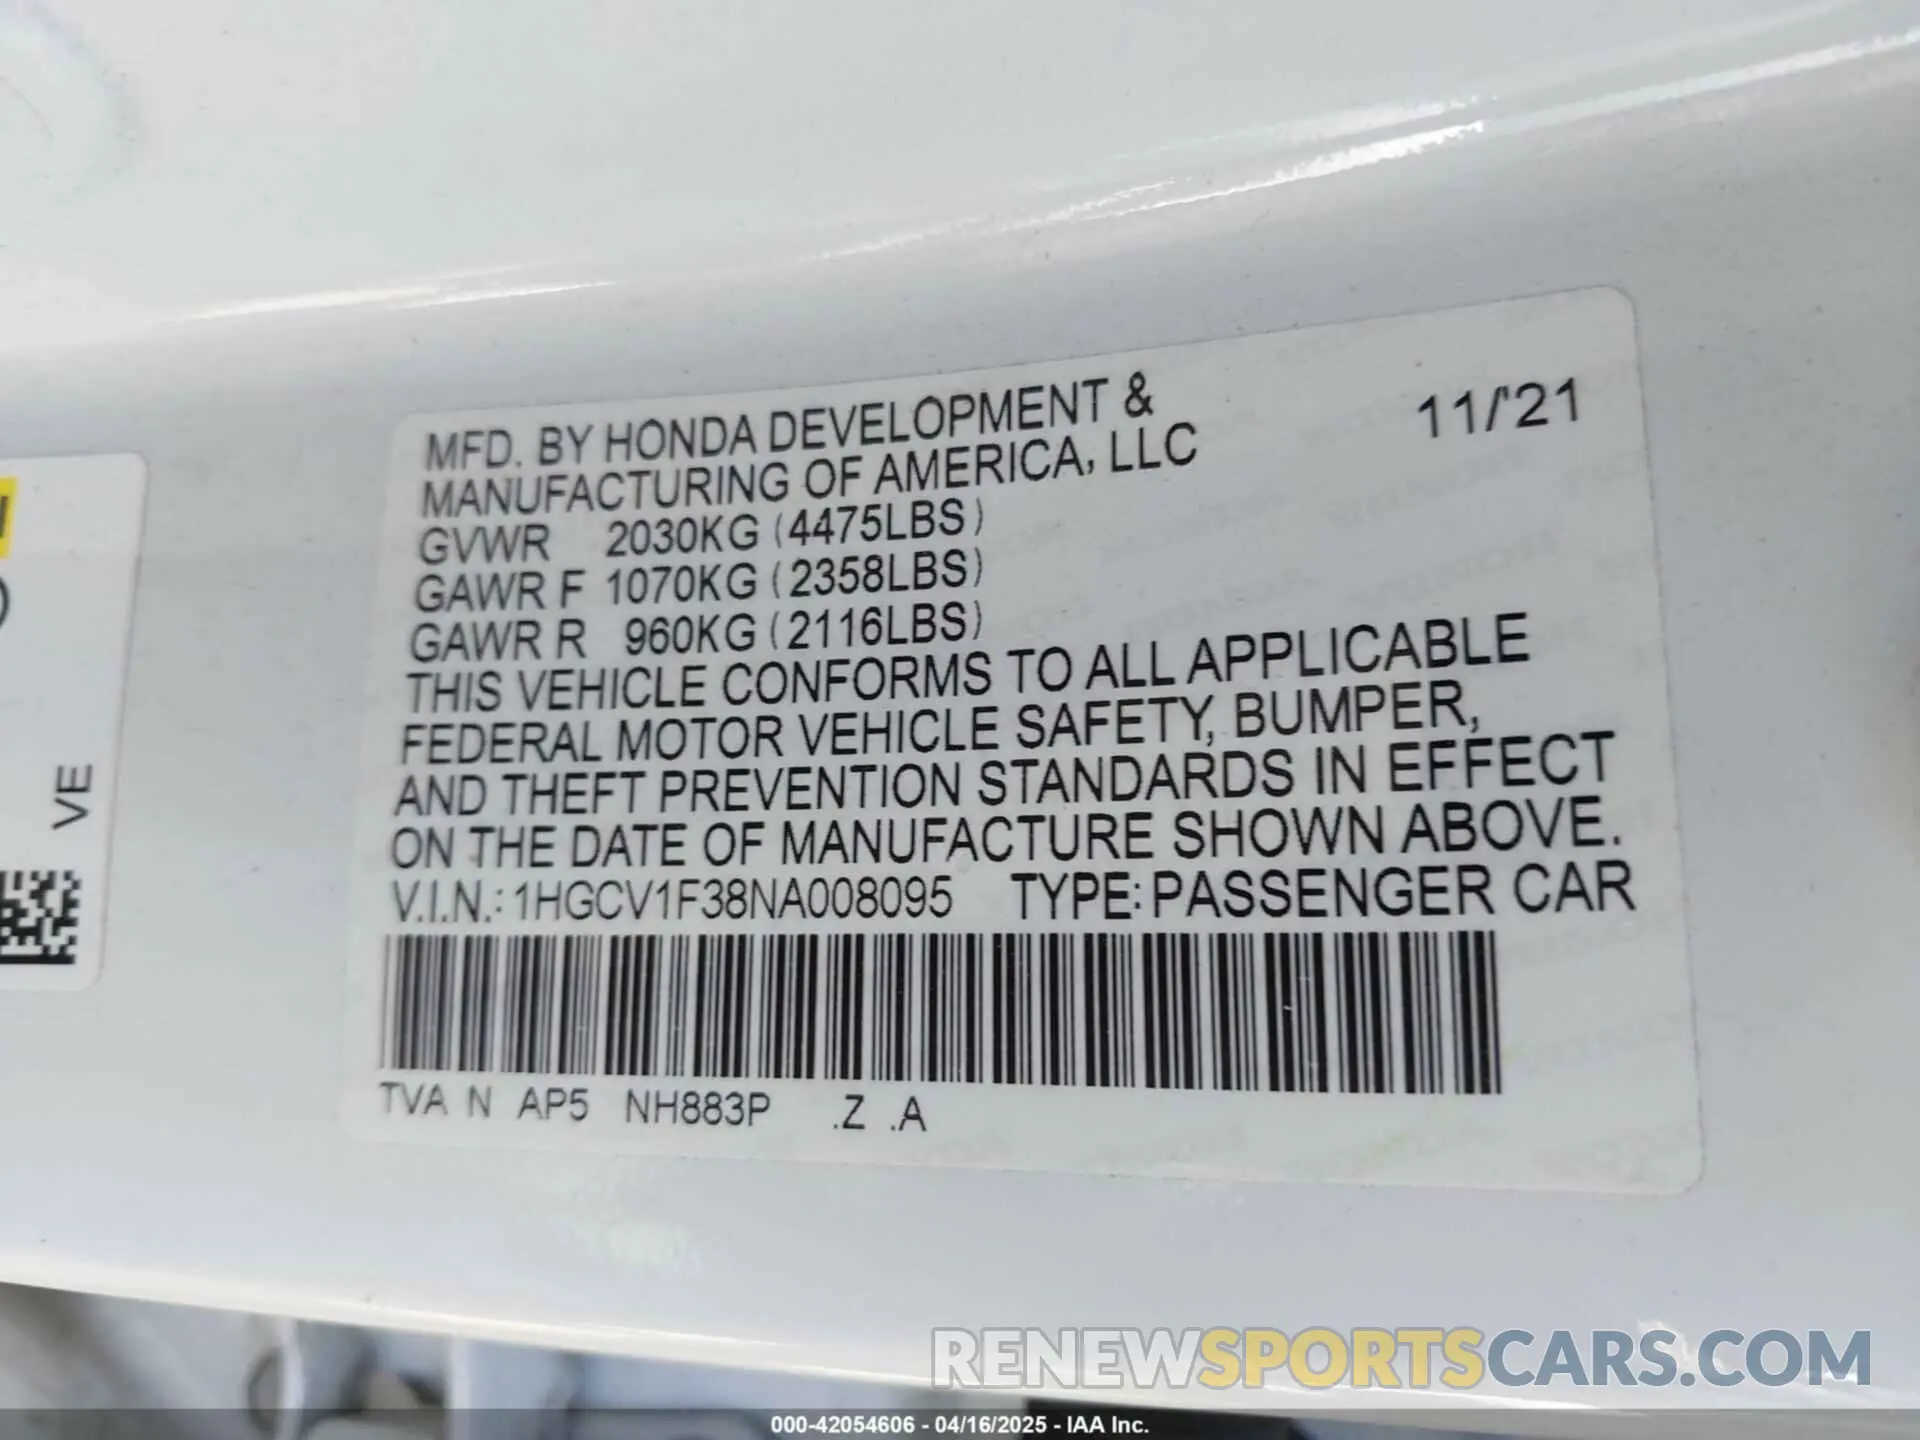 MFD. BY HONDA DEVELOPMENT & 11/'21
MANUFACTURING OF AMERICA, LLC
GVWR 2030KG (4475LBS)
GAWR F 1070KG (2358LBS)
GAWR R 960KG (2116LBS)
THIS VEHICLE CONFORMS TO ALL APPLICABLE
FEDERAL MOTOR VEHICLE SAFETY, BUMPER,
AND THEFT PREVENTION STANDARDS IN EFFECT
ON THE DATE OF MANUFACTURE SHOWN ABOVE.
V.I.N.: 1HGCV1F38NA008095 TYPE: PASSENGER CAR
TVA N AP5 NH883P .Z .A
VE
RENEWSPORTSCARS.COM
000-42054606 - 04/16/2025 - IAA Inc.